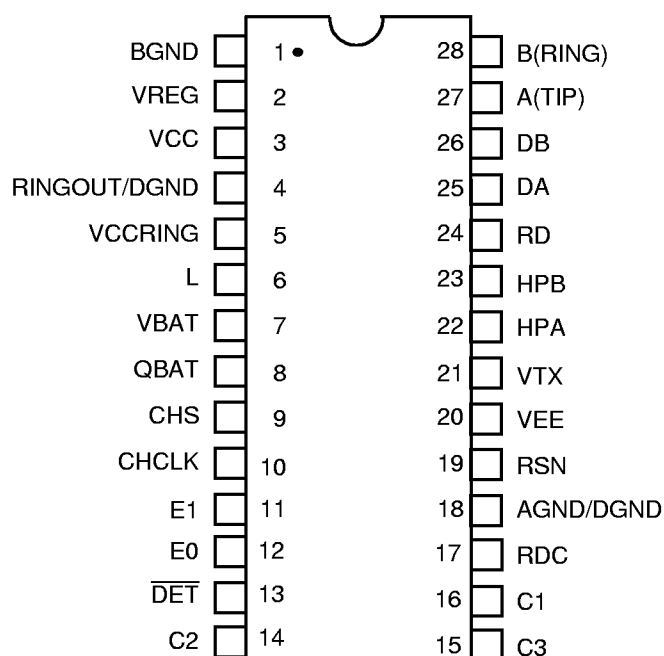 BGND 1 28 B(RING)
VREG 2 27 A(TIP)
VCC 3 26 DB
RINGOUT/DGND 4 25 DA
VCCRING 5 24 RD
L 6 23 HPB
VBAT 7 22 HPA
QBAT 8 21 VTX
CHS 9 20 VEE
CHCLK 10 19 RSN
E1 11 18 AGND/DGND
E0 12 17 RDC
D̅E̅T̅ 13 16 C1
C2 14 15 C3